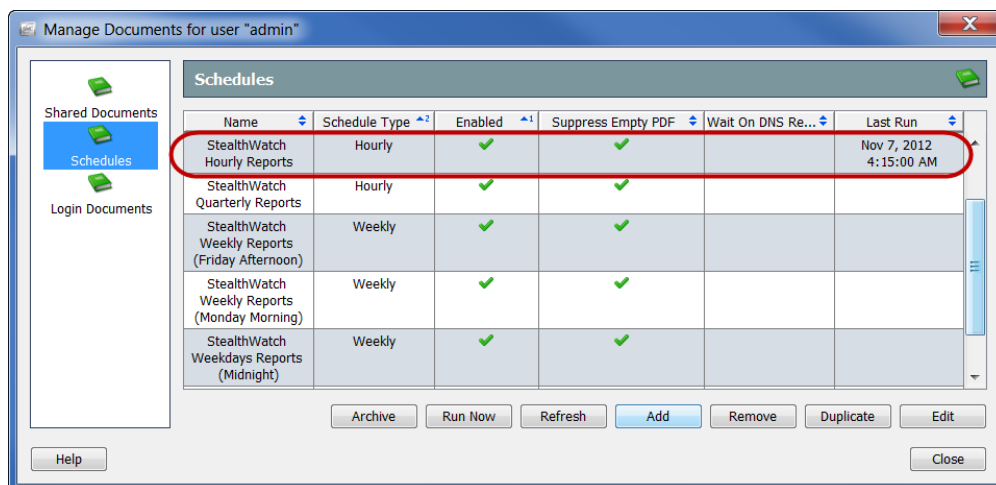 Manage Documents for user "admin"
Shared Documents
Schedules
Login Documents
Schedules
Name Schedule Type 2 Enabled 1 Suppress Empty PDF Wait On DNS Re... Last Run
StealthWatch Hourly Nov 7, 2012
Hourly Reports 4:15:00 AM
StealthWatch Hourly
Quarterly Reports
StealthWatch Weekly
Weekly Reports
(Friday Afternoon)
StealthWatch Weekly
Weekly Reports
(Monday Morning)
StealthWatch Weekly
Weekdays Reports
(Midnight)
Archive Run Now Refresh Add Remove Duplicate Edit
Help Close